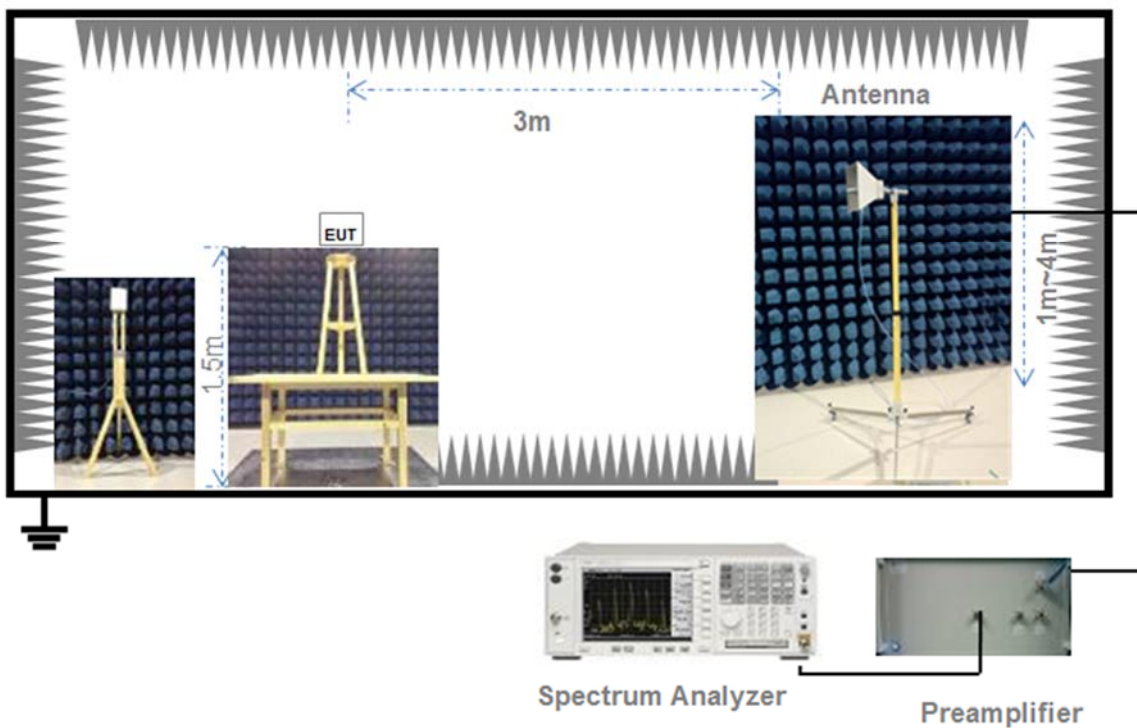 Antenna
3m
EUT
1.5m
1m~4m
Spectrum Analyzer
Preamplifier